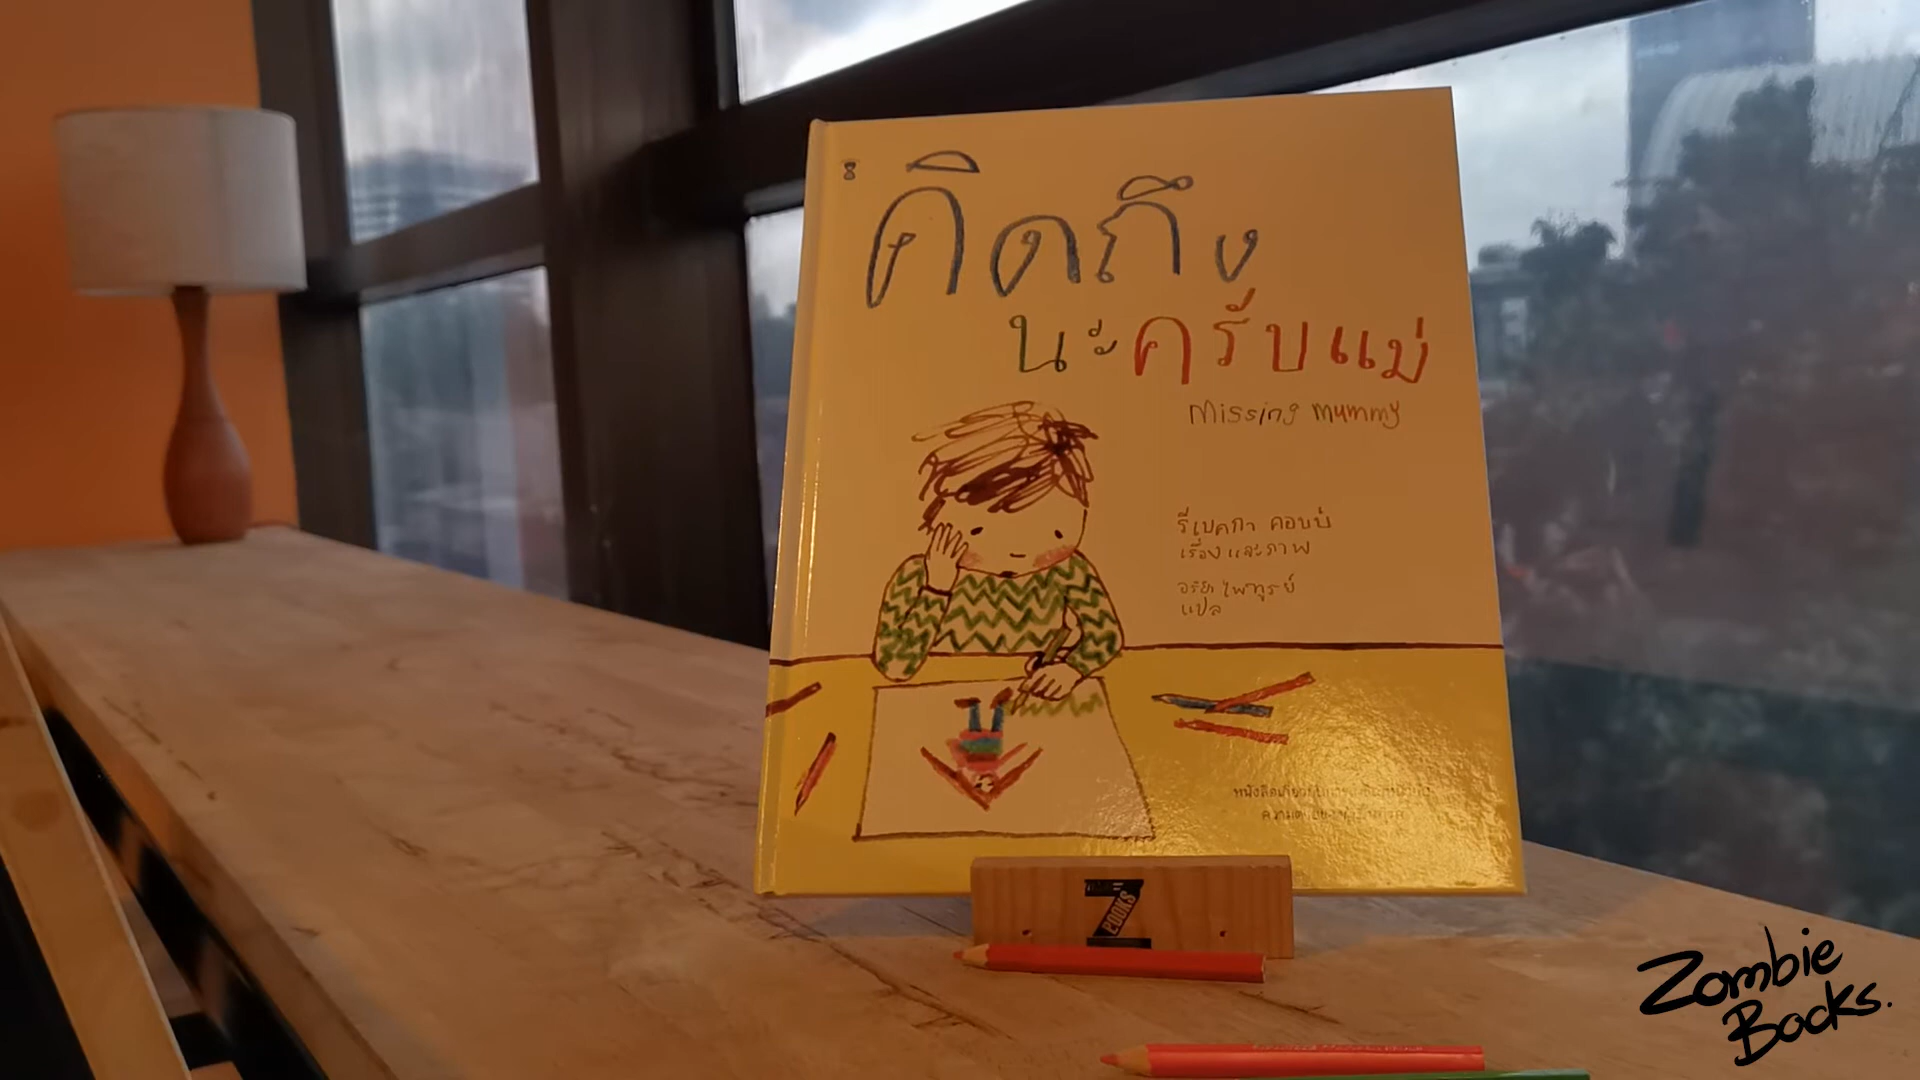 คิดถึง
นะครับแม่
Missing mummy
รีเบคกา คอบบ์
เรื่องและภาพ
อริยา ไพฑูรย์
แปล
Z
BOOKS
Zombie
Books.